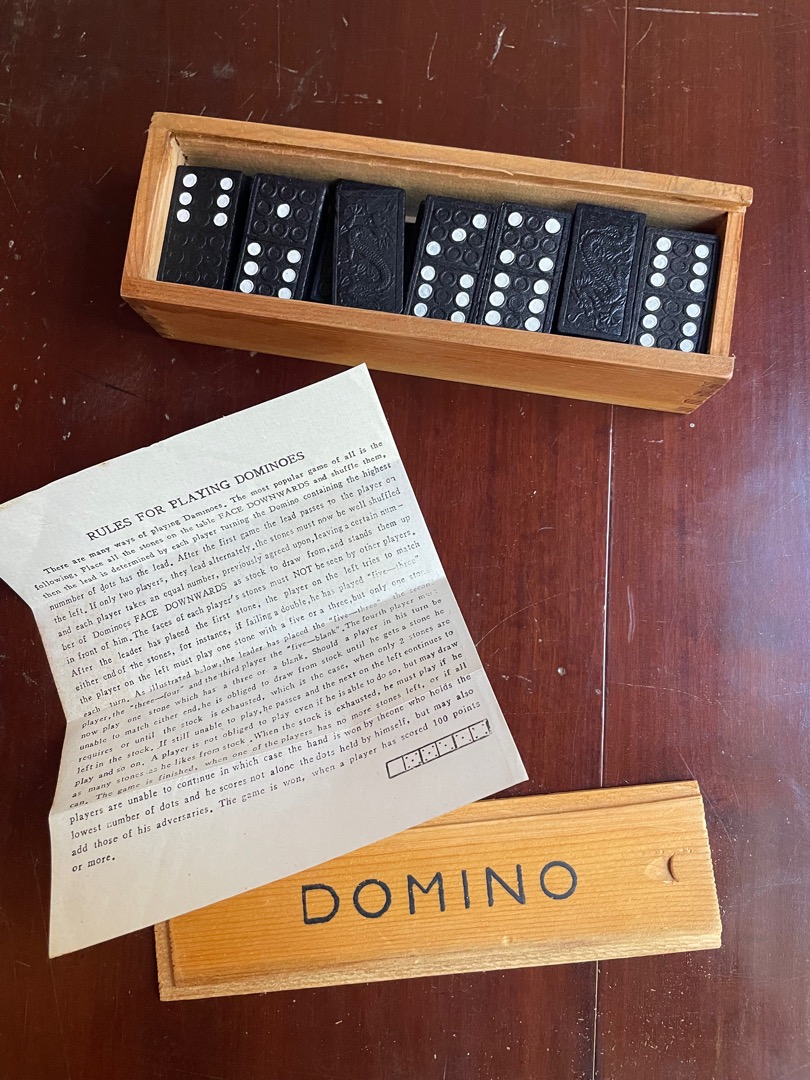 RULES FOR PLAYING DOMINOES
There are many ways of playing Daminoes. The most popular game of all is the
following. Place all the stones on the table FACE DOWNWARDS and shuffle them,
then the lead is determined by each player turning the Domino containing the highest
nummber of dots has the lead. After the first game the lead passes to the player on
the left. If only two players, they lead alternately, the stones must now be well shuffled
and each player takes an equal number, previously agreed upon, leaving a certain num-
ber of Dominoes FACE DOWNWARDS as stock to draw from, and stands them up
in front of him. The faces of each player's stones must NOT be seen by other players.
After the leader has placed the first stone, the player on the left tries to match
either end of the stones, for instance, if failing a double, he has played "five—three"
the player on the left must play one stone with a five or a three, but only one stone
each turn. As illustrated below, the leader has placed the "five—three" the second
player, the "three—four" and the third player the "five—blank". The fourth player must
now play one stone which has a three or a blank. Should a player in his turn be
unable to match either end, he is obliged to draw from stock until he gets a stone he
requires or until the stock is exhausted, which is the case, when only 2 stones are
left in the stock. If still unable to play, he passes and the next on the left continues to
play and so on. A player is not obliged to play even if he is able to do so, but may draw
as many stones as he likes from stock. When the stock is exhausted, he must play if he
can. The game is finished, when one of the players has no more stones left, or if all
players are unable to continue in which case the hand is won by theone who holds the
lowest number of dots and he scores not alone the dots held by himself, but may also
add those of his adversaries. The game is won, when a player has scored 100 points
or more.
DOMINO